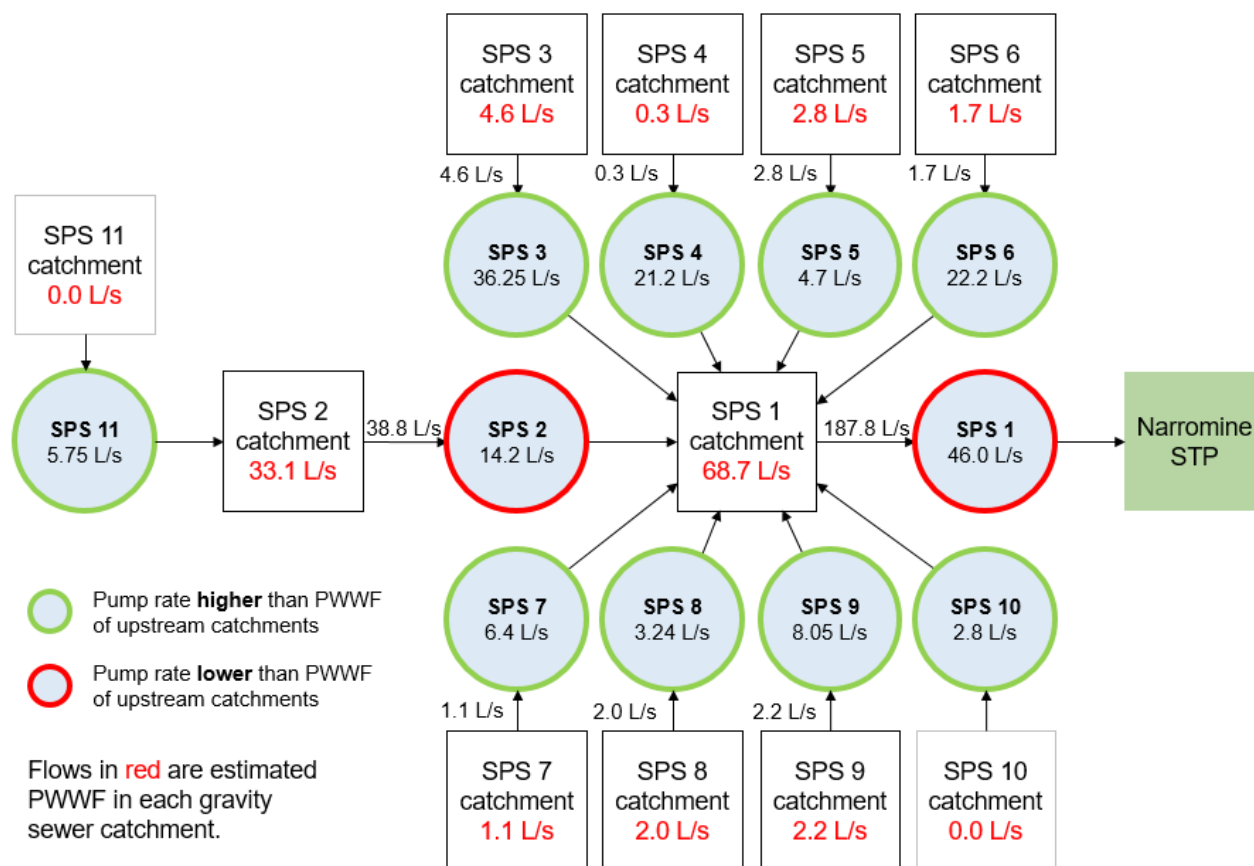 SPS 3
catchment
4.6 L/s
SPS 4
catchment
0.3 L/s
SPS 5
catchment
2.8 L/s
SPS 6
catchment
1.7 L/s
4.6 L/s
0.3 L/s
2.8 L/s
1.7 L/s
SPS 11
catchment
0.0 L/s
SPS 3
36.25 L/s
SPS 4
21.2 L/s
SPS 5
4.7 L/s
SPS 6
22.2 L/s
SPS 11
5.75 L/s
SPS 2
catchment
33.1 L/s
38.8 L/s
SPS 2
14.2 L/s
SPS 1
catchment
68.7 L/s
187.8 L/s
SPS 1
46.0 L/s
Narromine
STP
SPS 7
6.4 L/s
SPS 8
3.24 L/s
SPS 9
8.05 L/s
SPS 10
2.8 L/s
1.1 L/s
2.0 L/s
2.2 L/s
SPS 7
catchment
1.1 L/s
SPS 8
catchment
2.0 L/s
SPS 9
catchment
2.2 L/s
SPS 10
catchment
0.0 L/s
Pump rate higher than PWWF
of upstream catchments
Pump rate lower than PWWF
of upstream catchments
Flows in red are estimated
PWWF in each gravity
sewer catchment.